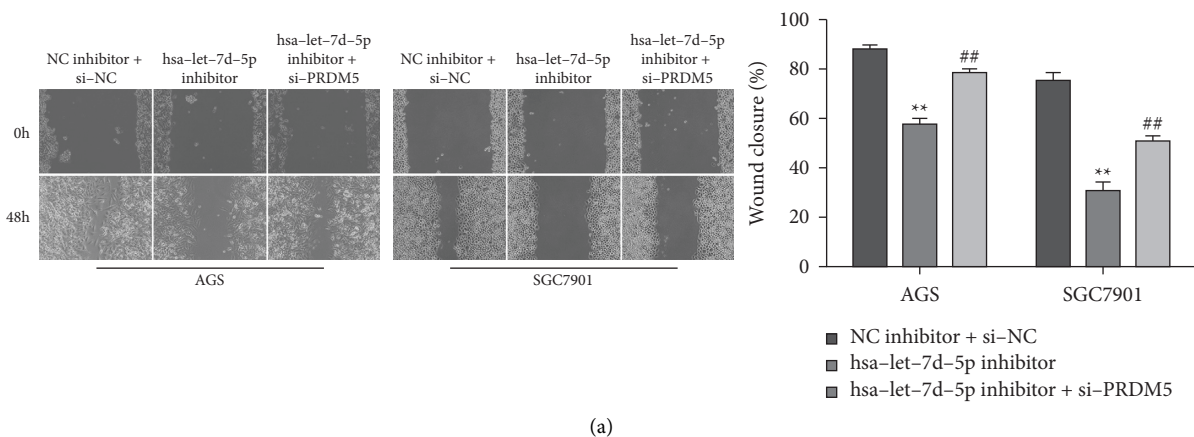 NC inhibitor +
si–NC
hsa–let–7d–5p
inhibitor
hsa–let–7d–5p
inhibitor +
si–PRDM5
NC inhibitor +
si–NC
hsa–let–7d–5p
inhibitor
hsa–let–7d–5p
inhibitor +
si–PRDM5
0h
48h
AGS
SGC7901
Wound closure (%)
100
80
60
40
20
0
**
##
**
##
AGS
SGC7901
NC inhibitor + si–NC
hsa–let–7d–5p inhibitor
hsa–let–7d–5p inhibitor + si–PRDM5
(a)